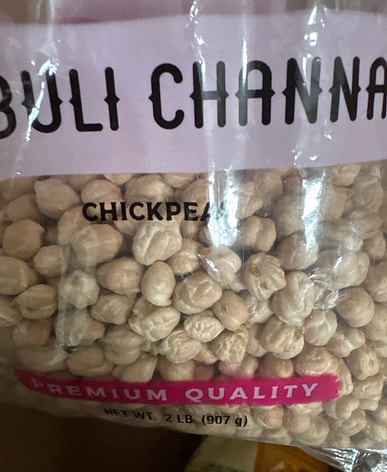 BULI CHANNA
CHICKPEA
PREMIUM QUALITY
NET WT. 2 LB (907 g)